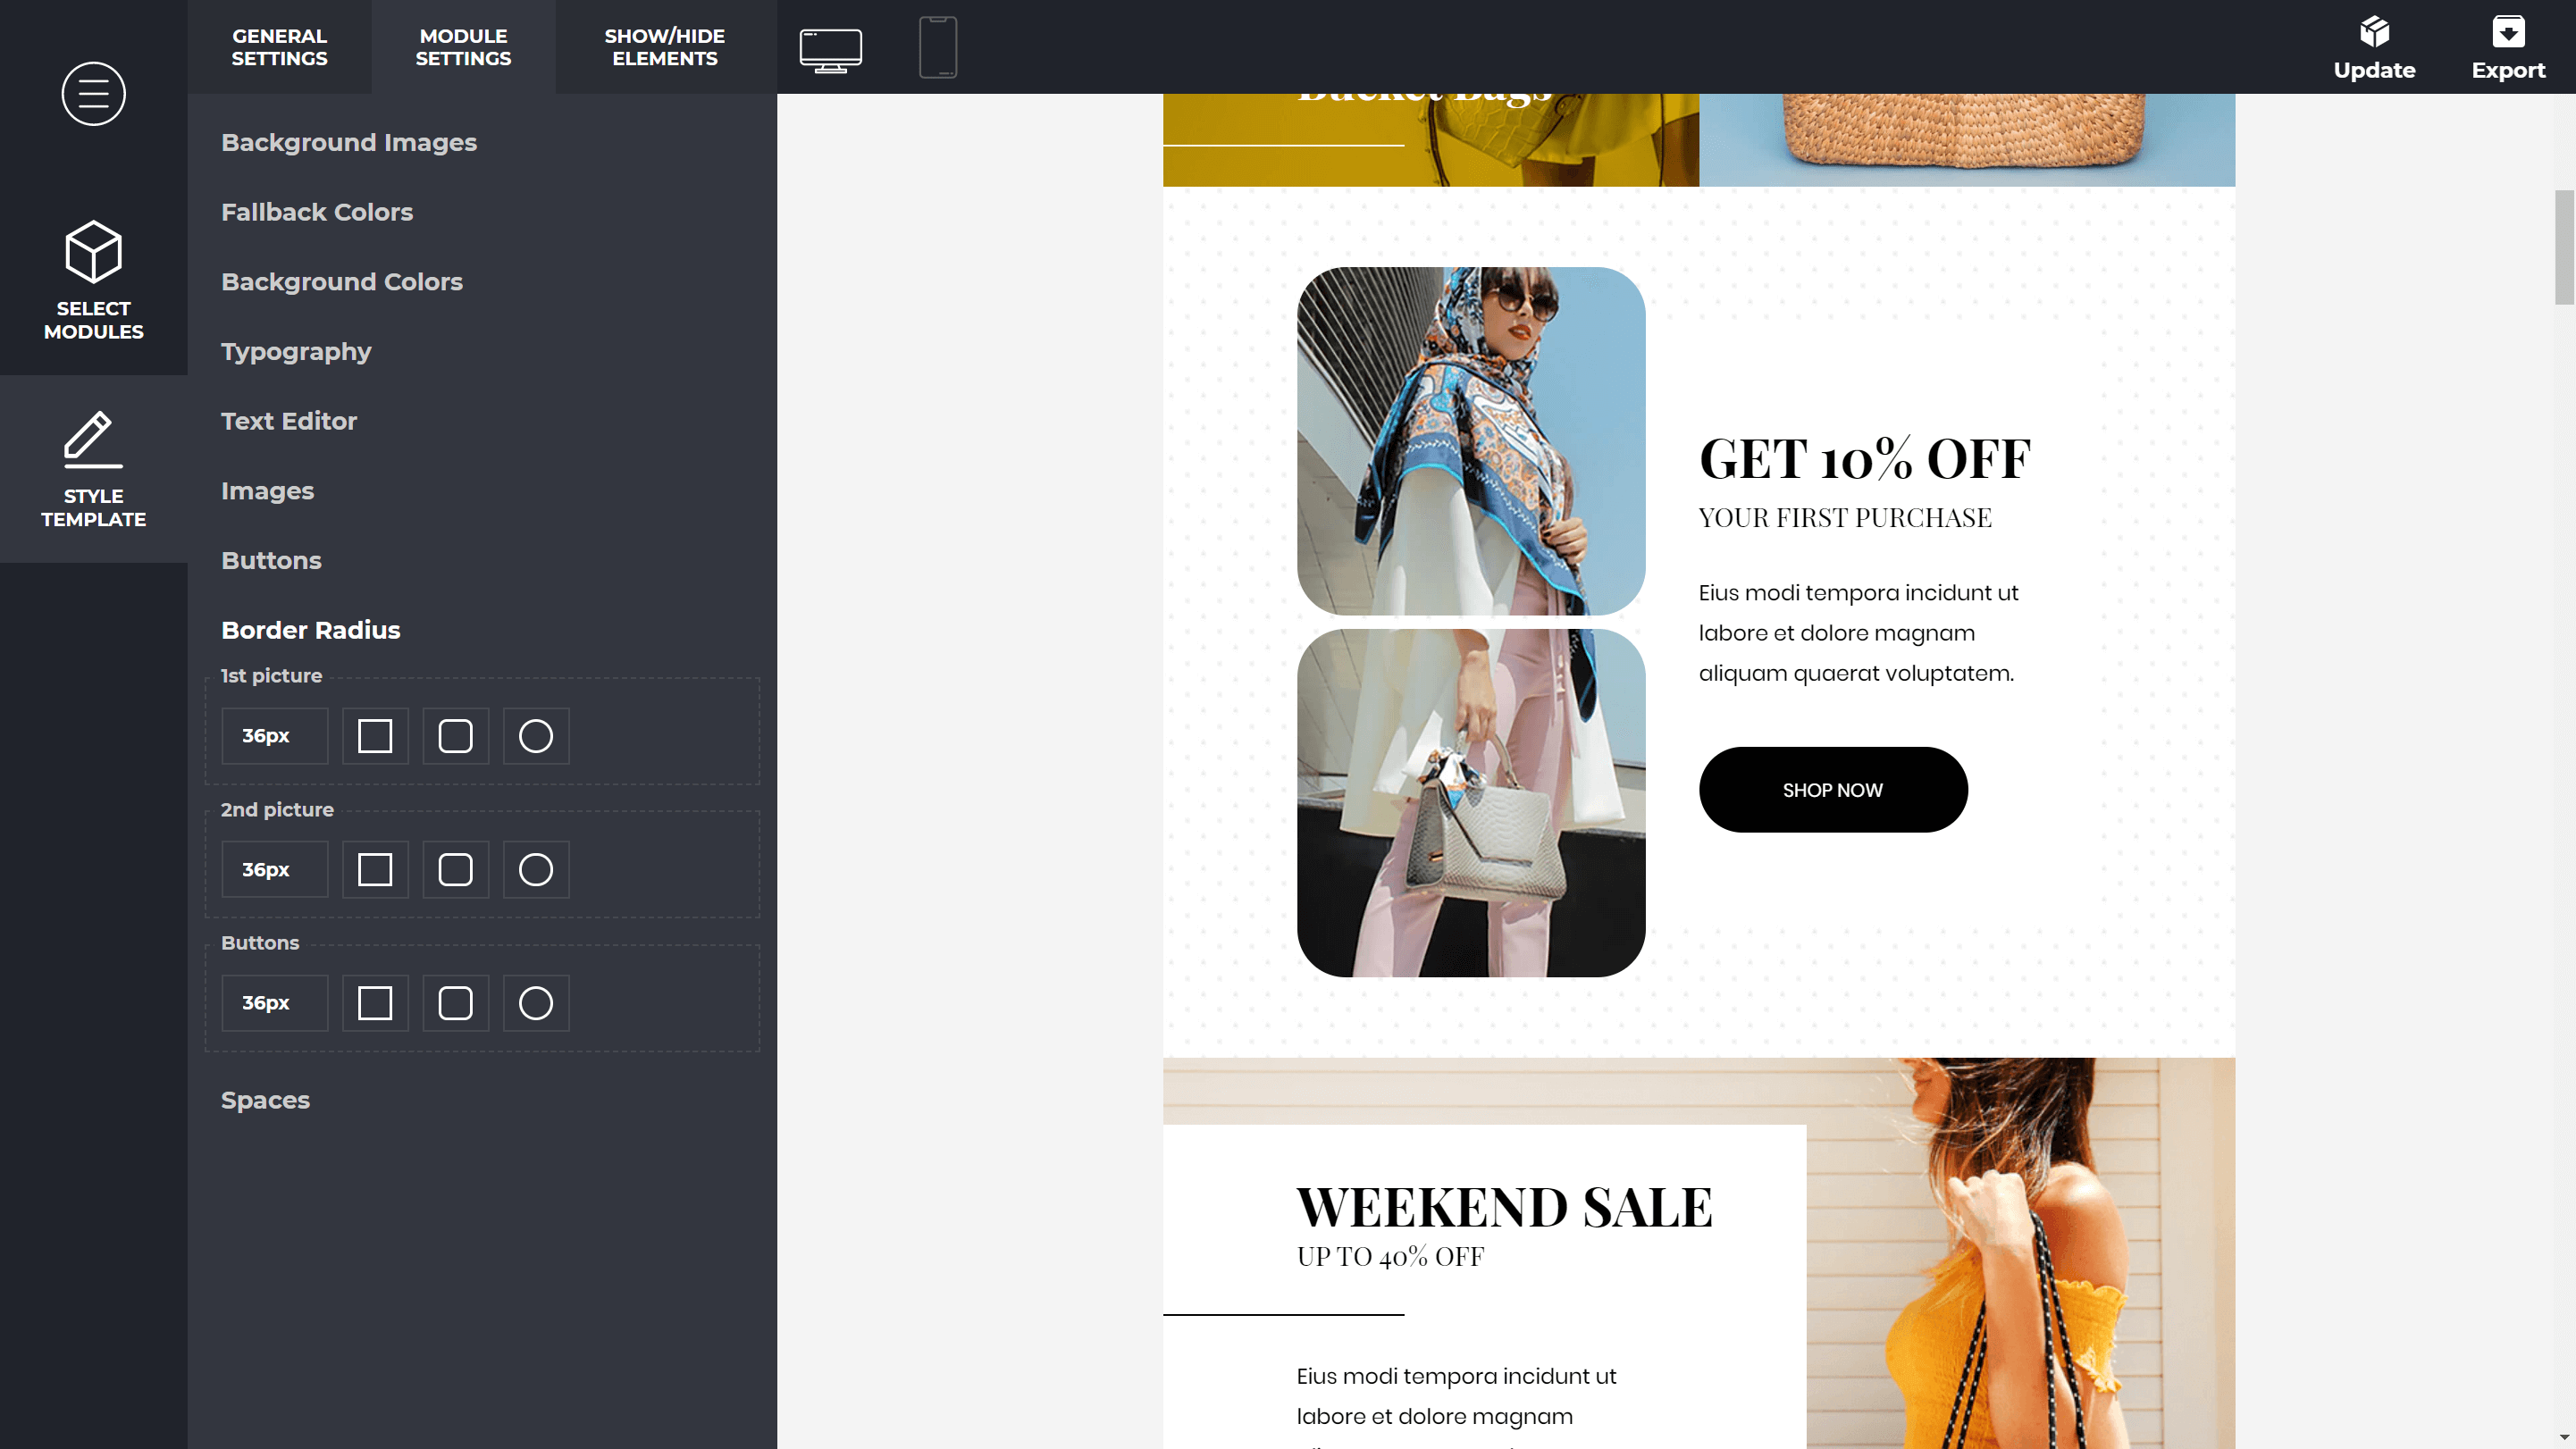 GENERAL
SETTINGS
MODULE
SETTINGS
SHOW/HIDE
ELEMENTS
Update
Export
SELECT
MODULES
STYLE
TEMPLATE
Background Images
Fallback Colors
Background Colors
Typography
Text Editor
Images
Buttons
Border Radius
1st picture
36px
2nd picture
36px
Buttons
36px
Spaces
Bucket Bags
GET 10% OFF
YOUR FIRST PURCHASE
Eius modi tempora incidunt ut
labore et dolore magnam
aliquam quaerat voluptatem.
SHOP NOW
WEEKEND SALE
UP TO 40% OFF
Eius modi tempora incidunt ut
labore et dolore magnam